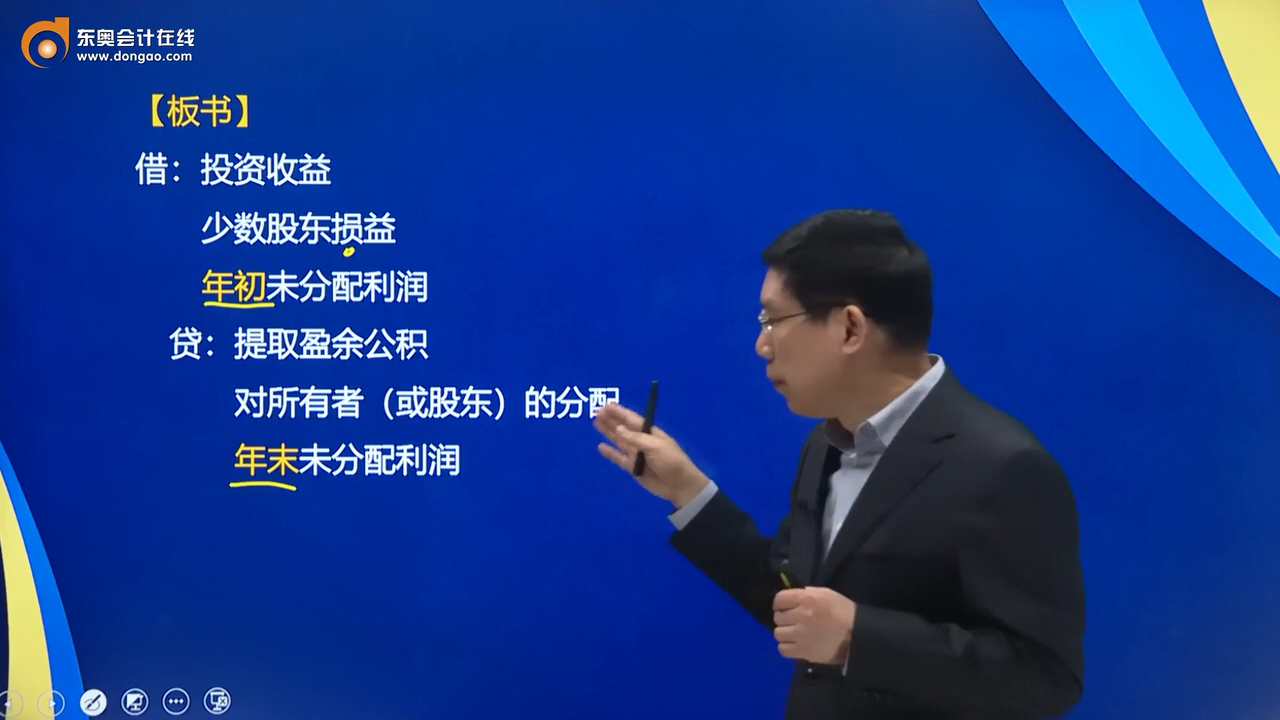 东奥会计在线
www.dongao.com
【板书】
借：投资收益
少数股东损益
年初未分配利润
贷：提取盈余公积
对所有者（或股东）的分配
年末未分配利润